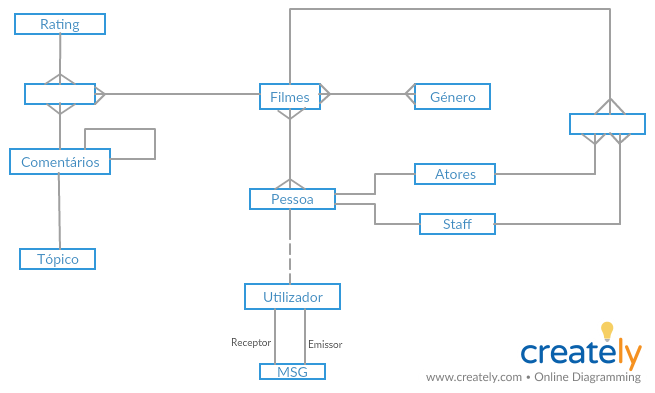 Rating
Filmes
Género
Comentários
Atores
Pessoa
Staff
Tópico
Utilizador
Receptor
Emissor
MSG
creately
www.creately.com • Online Diagramming